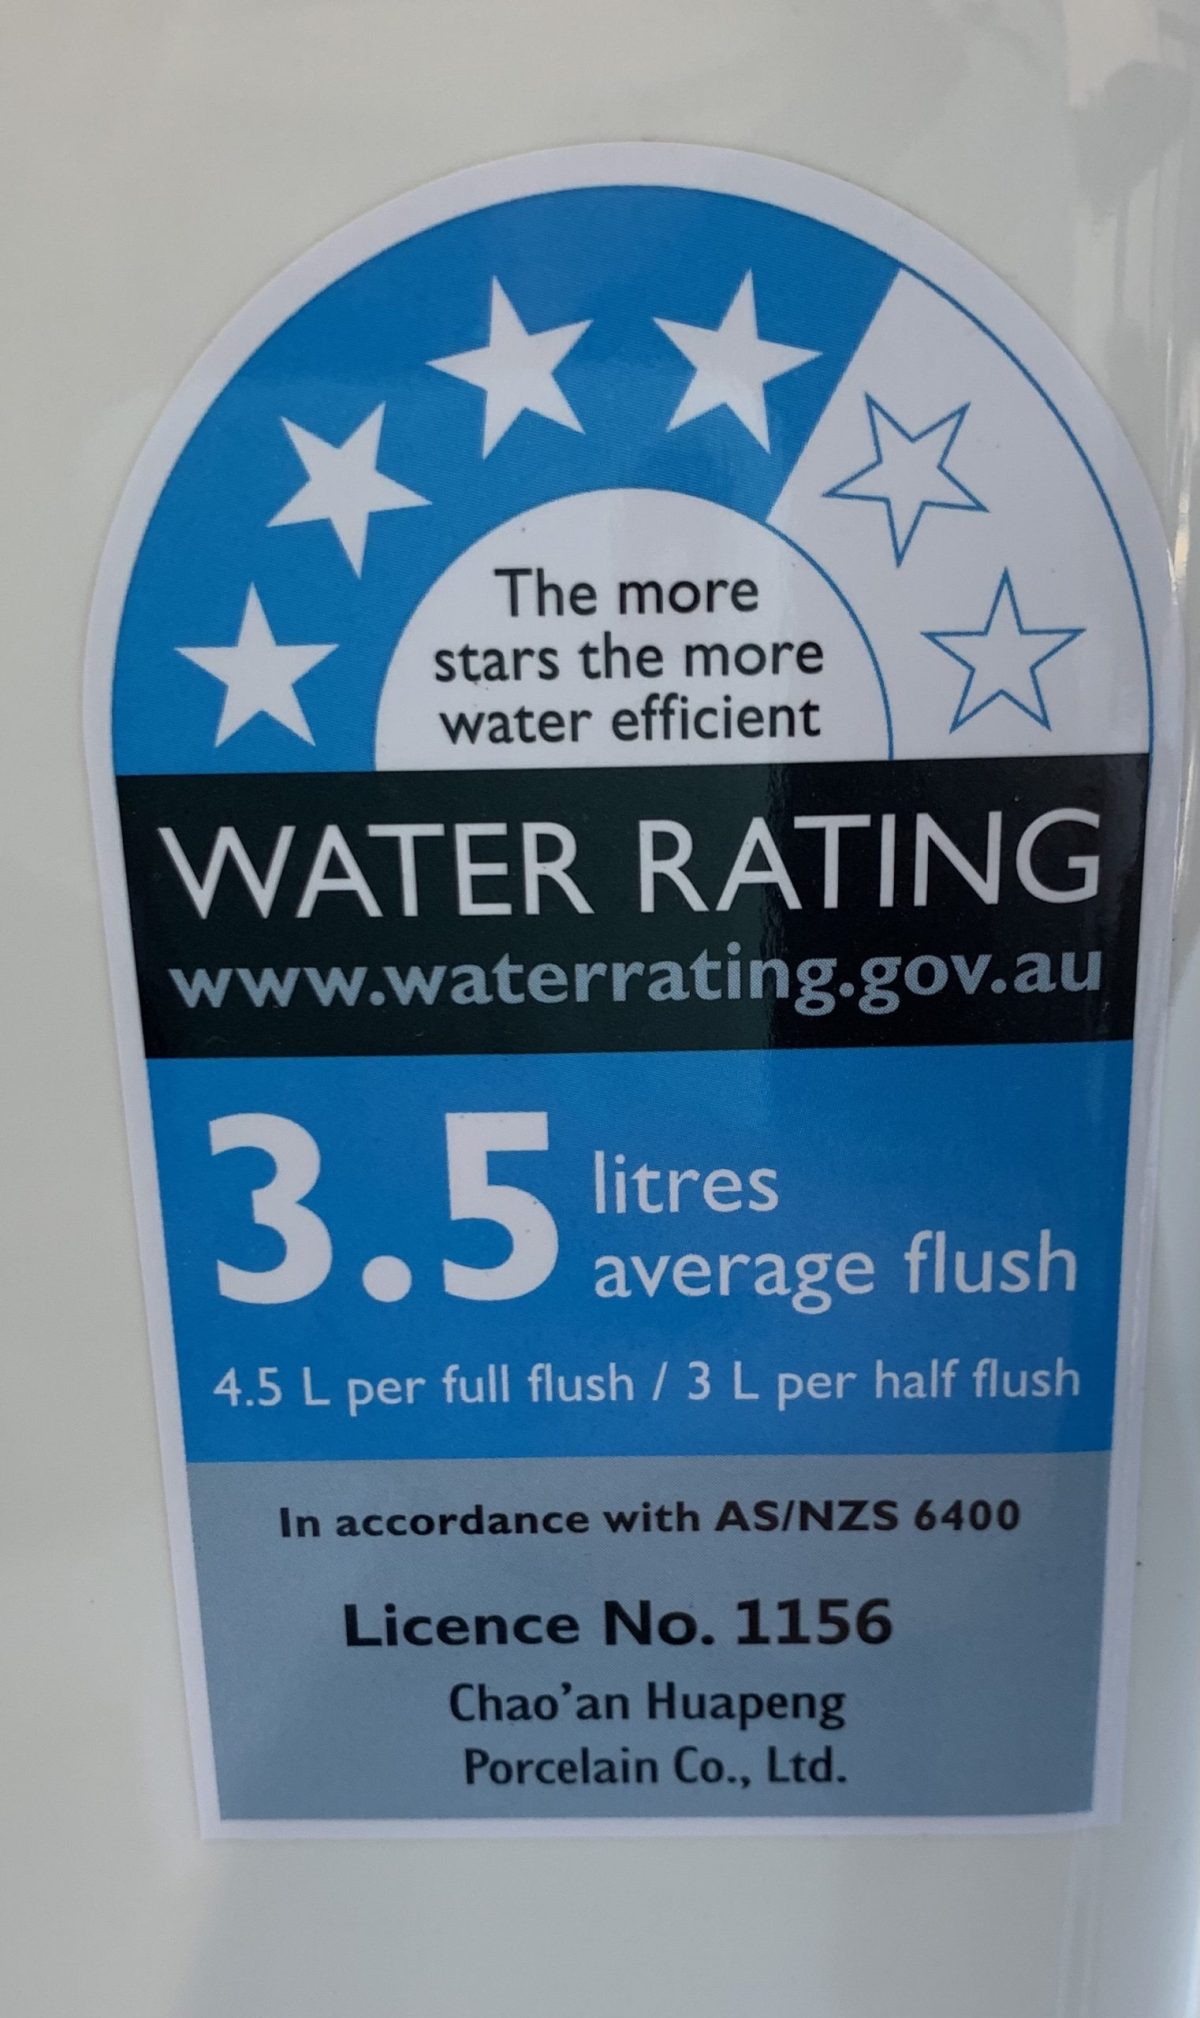 The more
stars the more
water efficient
WATER RATING
www.waterrating.gov.au
3.5 litres
average flush
4.5 L per full flush / 3 L per half flush
In accordance with AS/NZS 6400
Licence No. 1156
Chao'an Huapeng
Porcelain Co., Ltd.